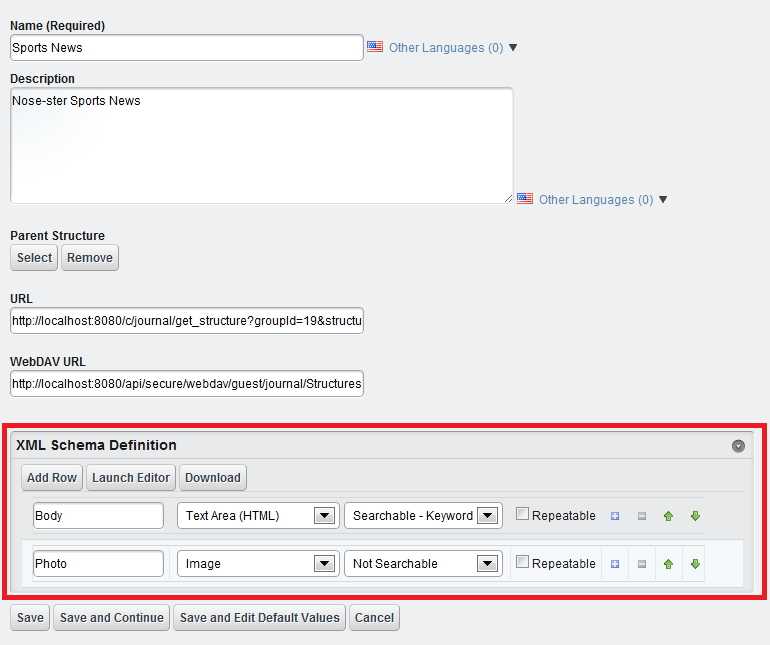 Name (Required)
Sports News
Other Languages (0)
Description
Nose-ster Sports News
Other Languages (0)
Parent Structure
Select Remove
URL
http://localhost:8080/c/journal/get_structure?groupId=19&structu
WebDAV URL
http://localhost:8080/api/secure/webdav/guest/journal/Structures
XML Schema Definition
Add Row Launch Editor Download
Body Text Area (HTML) Searchable - Keyword Repeatable
Photo Image Not Searchable Repeatable
Save Save and Continue Save and Edit Default Values Cancel